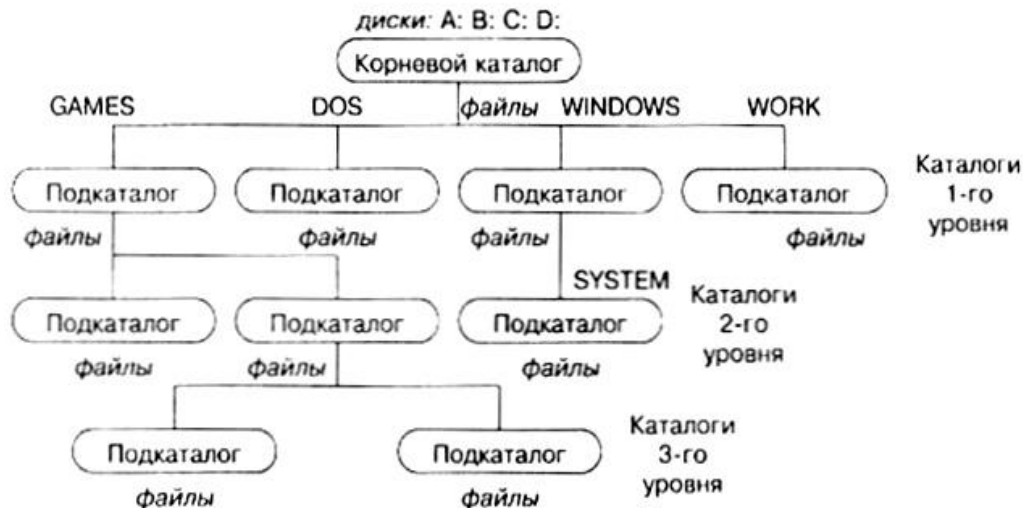 диски: A: B: C: D:
Корневой каталог
GAMES DOS файлы WINDOWS WORK
Подкаталог Подкаталог Подкаталог Подкаталог
Каталоги
1-го
уровня
файлы файлы файлы файлы
SYSTEM
Подкаталог Подкаталог Подкаталог
Каталоги
2-го
уровня
файлы файлы файлы
Подкаталог Подкаталог
Каталоги
3-го
уровня
файлы файлы